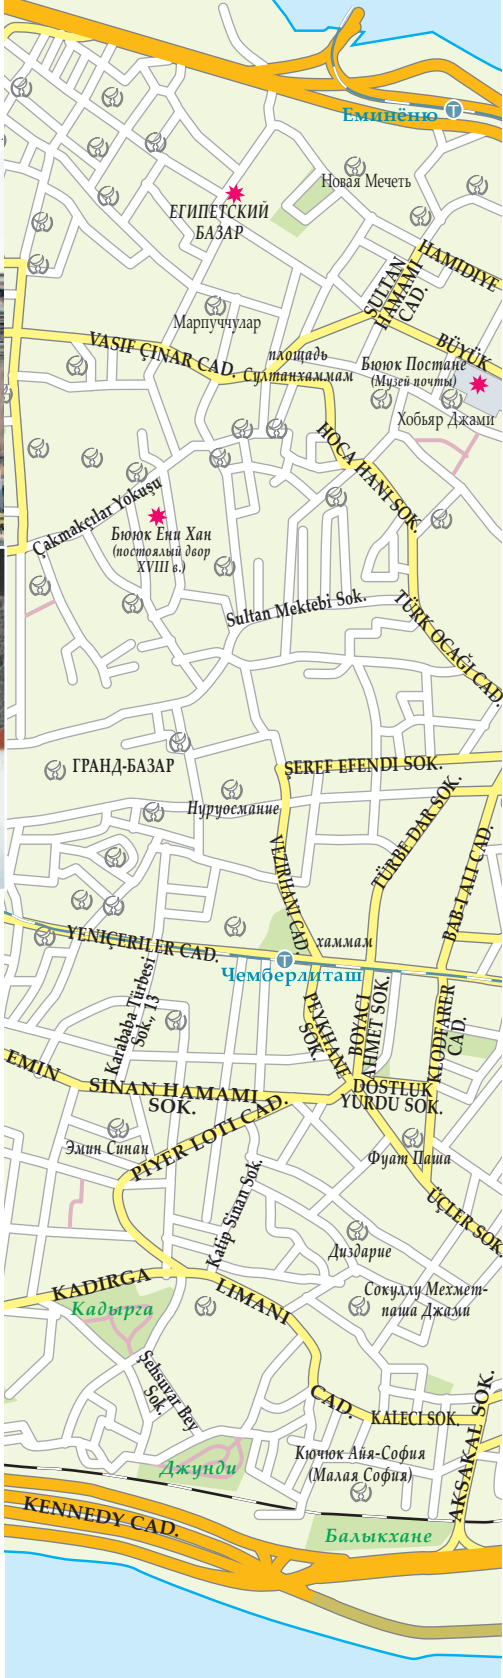 Еминёню
T
Новая Мечеть
ЕГИПЕТСКИЙ
БАЗАР
HAMIDIYE
SULTAN
HAMAMI
CAD.
Марпуччулар
VASIF ÇINAR CAD.
площадь
Султанхаммам
BÜYÜK
Бююк Постане
(Музей почты)
Хобьяр Джами
HOCA HANI SOK.
Çakmakçılar Yokuşu
Бююк Ени Хан
(постоялый двор
XVIII в.)
Sultan Mektebi Sok.
TÜRK OCAĞI CAD.
ГРАНД-БАЗАР
ŞEREF EFENDI SOK.
Нуруосмание
TÜRBE DAR SOK.
VEZIRHANI CAD.
BAB-I ALI CAD.
YENIÇERILER CAD.
хаммам
T
Чемберлиташ
Karababa Türbesi
Sok., 13
PEYKHANE
SOK.
BOYACI
AHMET SOK.
KLODFARER
CAD.
EMIN
SINAN HAMAMI
SOK.
DOSTLUK
YURDU SOK.
PIYER LOTI CAD.
Эмин Синан
Фуат Паша
Katip Sinan Sok.
ÜÇLER SOK.
Диздарие
KADIRGA
LIMANI
CAD.
Кадырга
Сокуллу Мехмет-
паша Джами
Şehsuvar Bey
Sok.
KALECI SOK.
AKSAKAL SOK.
Кючюк Айя-София
(Малая София)
Джунди
KENNEDY CAD.
Балыкхане